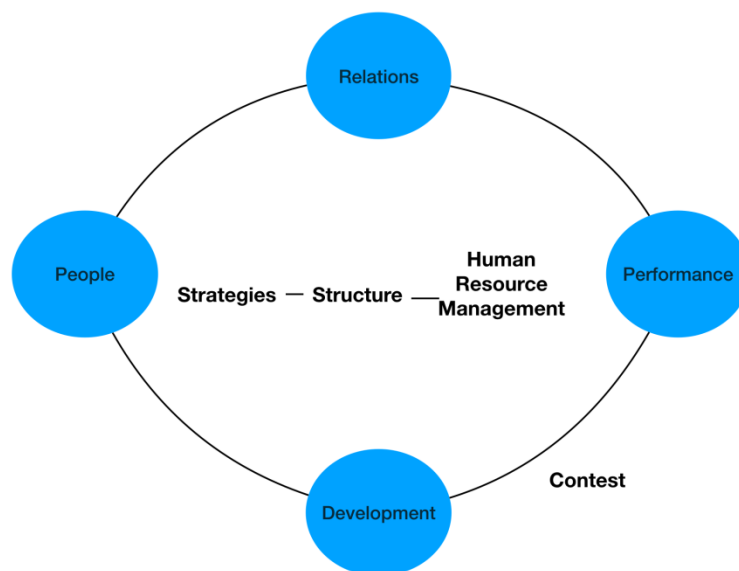 Relations
People
Performance
Strategies — Structure — Human
Resource
Management
Contest
Development